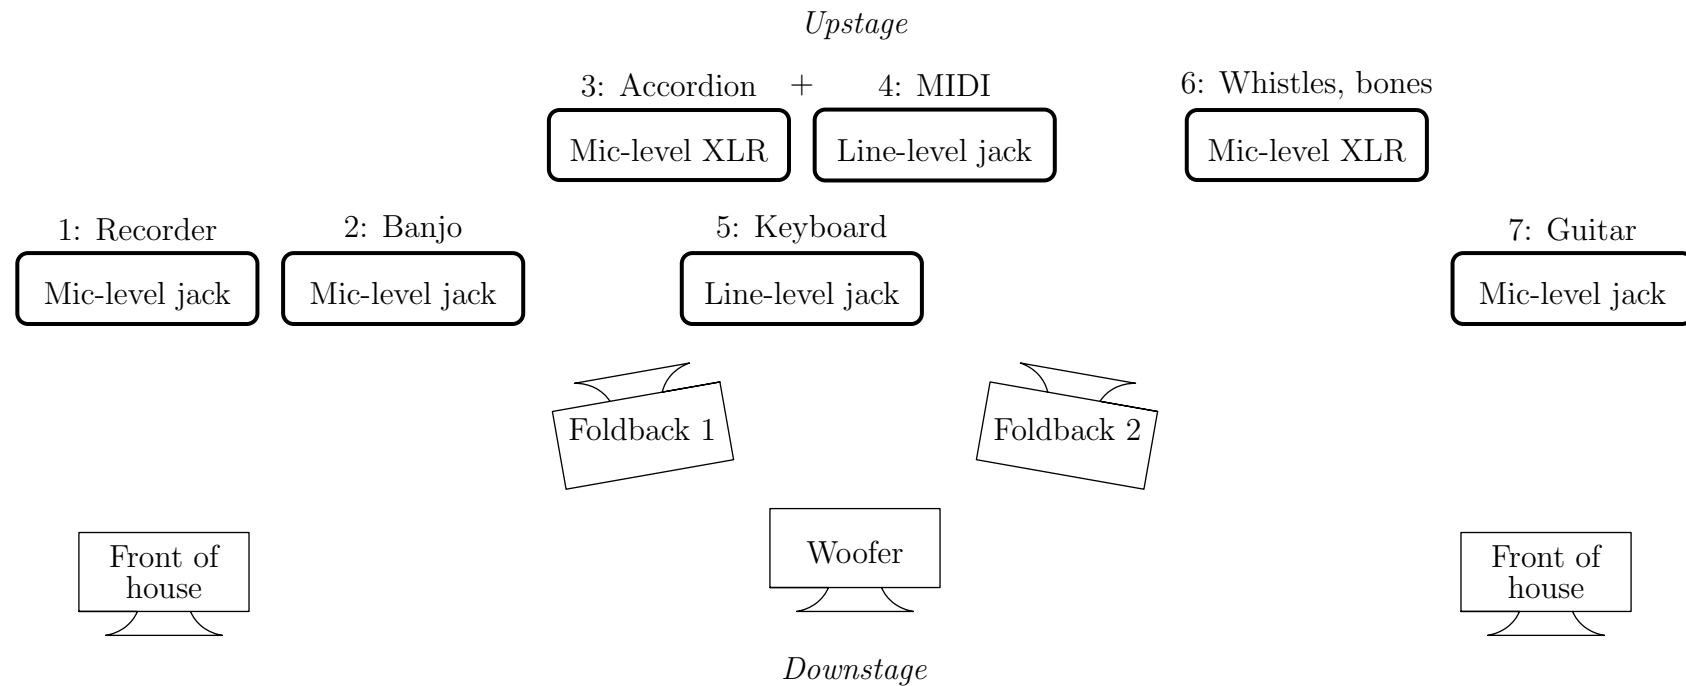 Upstage
3: Accordion + 4: MIDI
6: Whistles, bones
Mic-level XLR
Line-level jack
Mic-level XLR
1: Recorder
2: Banjo
5: Keyboard
7: Guitar
Mic-level jack
Mic-level jack
Line-level jack
Mic-level jack
Foldback 1
Foldback 2
Front of
house
Woofer
Front of
house
Downstage